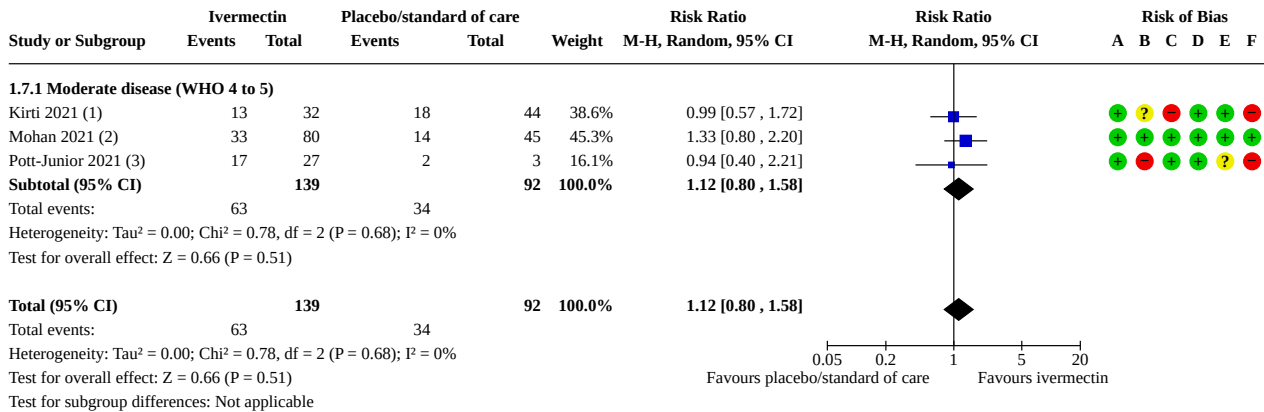 Ivermectin Placebo/standard of care Risk Ratio Risk Ratio Risk of Bias
Study or Subgroup Events Total Events Total Weight M-H, Random, 95% CI M-H, Random, 95% CI A B C D E F
1.7.1 Moderate disease (WHO 4 to 5)
Kirti 2021 (1) 13 32 18 44 38.6% 0.99 [0.57 , 1.72] + ? − + + −
Mohan 2021 (2) 33 80 14 45 45.3% 1.33 [0.80 , 2.20] + + + + + +
Pott-Junior 2021 (3) 17 27 2 3 16.1% 0.94 [0.40 , 2.21] + − + + ? −
Subtotal (95% CI) 139 92 100.0% 1.12 [0.80 , 1.58]
Total events: 63 34
Heterogeneity: Tau² = 0.00; Chi² = 0.78, df = 2 (P = 0.68); I² = 0%
Test for overall effect: Z = 0.66 (P = 0.51)
Total (95% CI) 139 92 100.0% 1.12 [0.80 , 1.58]
Total events: 63 34
Heterogeneity: Tau² = 0.00; Chi² = 0.78, df = 2 (P = 0.68); I² = 0%
0.05 0.2 1 5 20
Test for overall effect: Z = 0.66 (P = 0.51) Favours placebo/standard of care Favours ivermectin
Test for subgroup differences: Not applicable